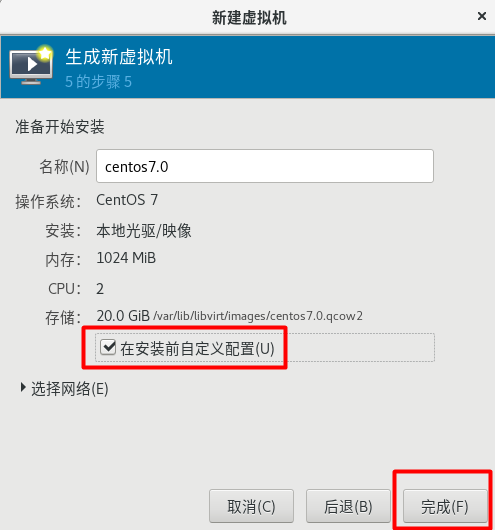 新建虚拟机
生成新虚拟机
5 的步骤 5
准备开始安装
名称(N) centos7.0
操作系统: CentOS 7
安装: 本地光驱/映像
内存: 1024 MiB
CPU: 2
存储: 20.0 GiB /var/lib/libvirt/images/centos7.0.qcow2
在安装前自定义配置(U)
选择网络(E)
取消(C) 后退(B) 完成(F)